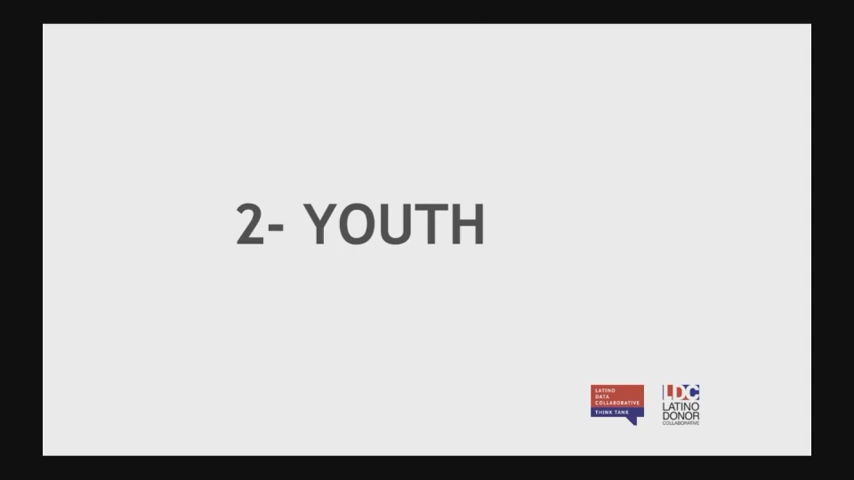 2- YOUTH
LATINO
DATA
COLLABORATIVE
THINK TANK
LDC
LATINO
DONOR
COLLABORATIVE